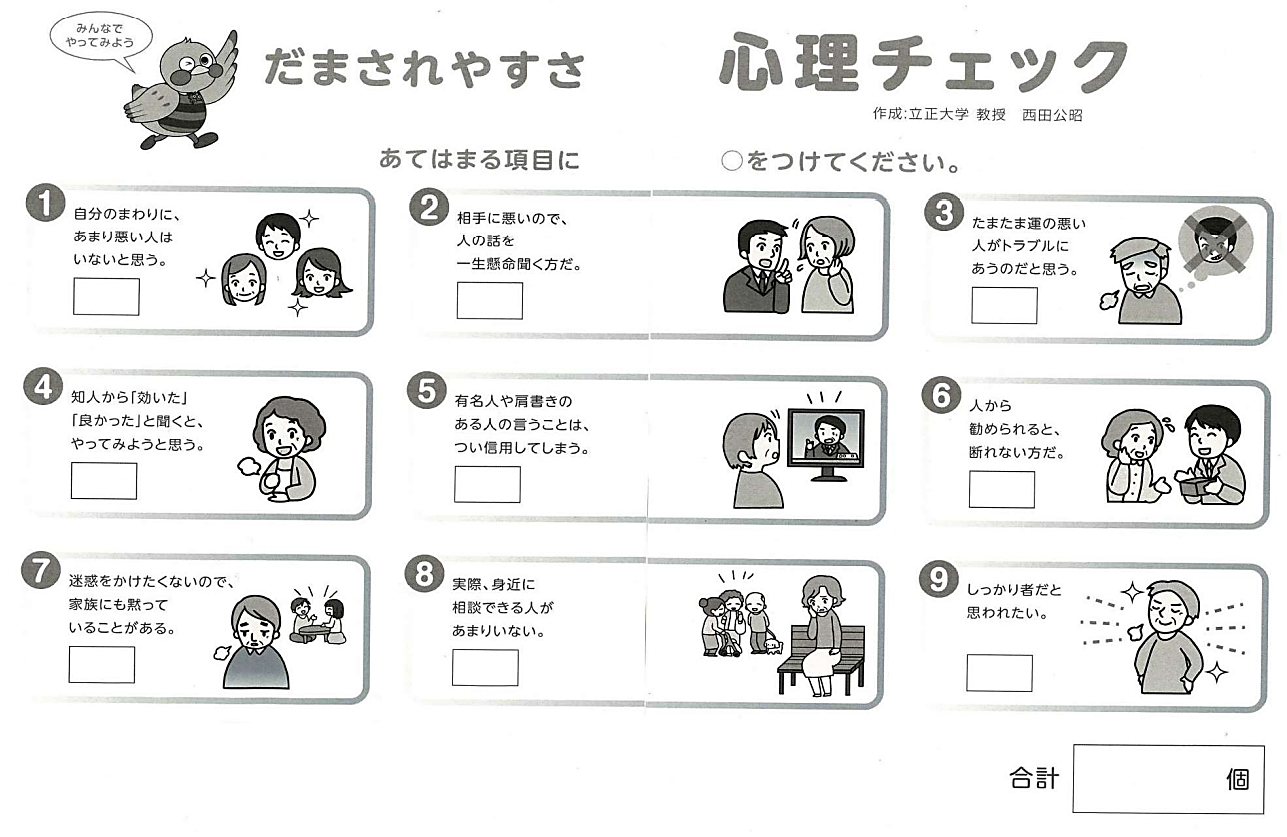 みんなで
やってみよう
だまされやすさ 心理チェック
作成:立正大学 教授 西田公昭
あてはまる項目に ○をつけてください。
1
自分のまわりに、
あまり悪い人は
いないと思う。
2
相手に悪いので、
人の話を
一生懸命聞く方だ。
3
たまたま運の悪い
人がトラブルに
あうのだと思う。
4
知人から「効いた」
「良かった」と聞くと、
やってみようと思う。
5
有名人や肩書きの
ある人の言うことは、
つい信用してしまう。
6
人から
勧められると、
断れない方だ。
7
迷惑をかけたくないので、
家族にも黙って
いることがある。
8
実際、身近に
相談できる人が
あまりいない。
9
しっかり者だと
思われたい。
合計 個